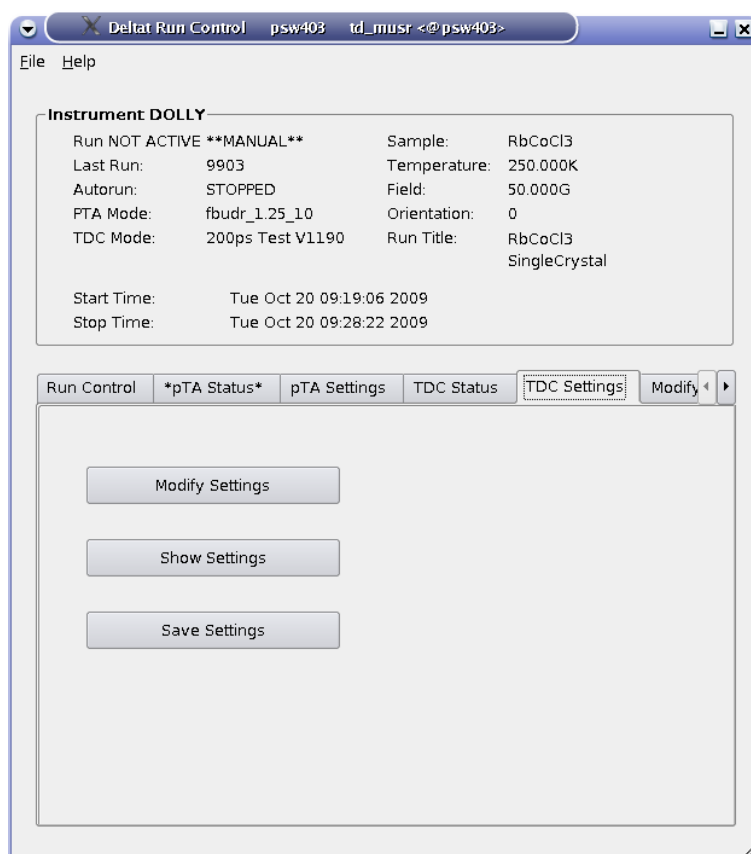 Deltat Run Control psw403 td_musr <@psw403>
File Help
Instrument DOLLY
Run NOT ACTIVE **MANUAL** Sample: RbCoCl3
Last Run: 9903 Temperature: 250.000K
Autorun: STOPPED Field: 50.000G
PTA Mode: fbudr_1.25_10 Orientation: 0
TDC Mode: 200ps Test V1190 Run Title: RbCoCl3
SingleCrystal
Start Time: Tue Oct 20 09:19:06 2009
Stop Time: Tue Oct 20 09:28:22 2009
Run Control *pTA Status* pTA Settings TDC Status TDC Settings Modify
Modify Settings
Show Settings
Save Settings